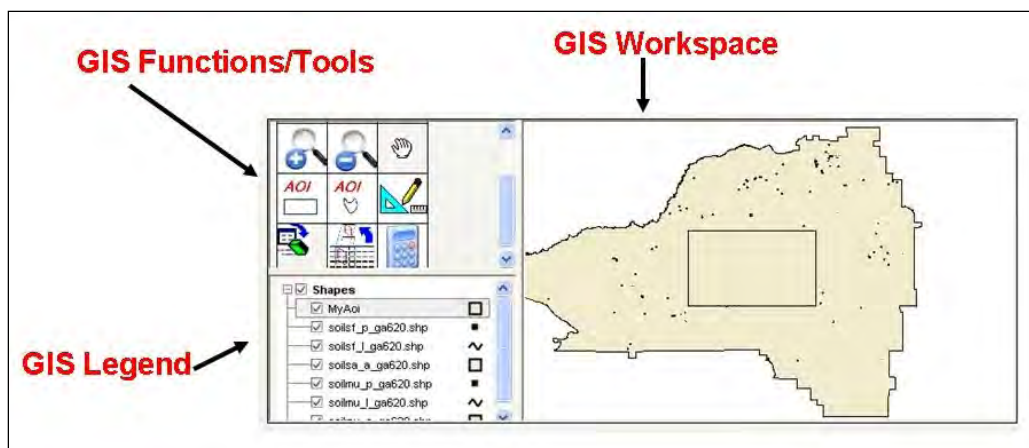 GIS Workspace
GIS Functions/Tools
AOI AOI
Shapes
MyAoi
soilsf_p_ga620.shp
soilsf_l_ga620.shp
GIS Legend
soilsa_a_ga620.shp
soilmu_p_ga620.shp
soilmu_l_ga620.shp